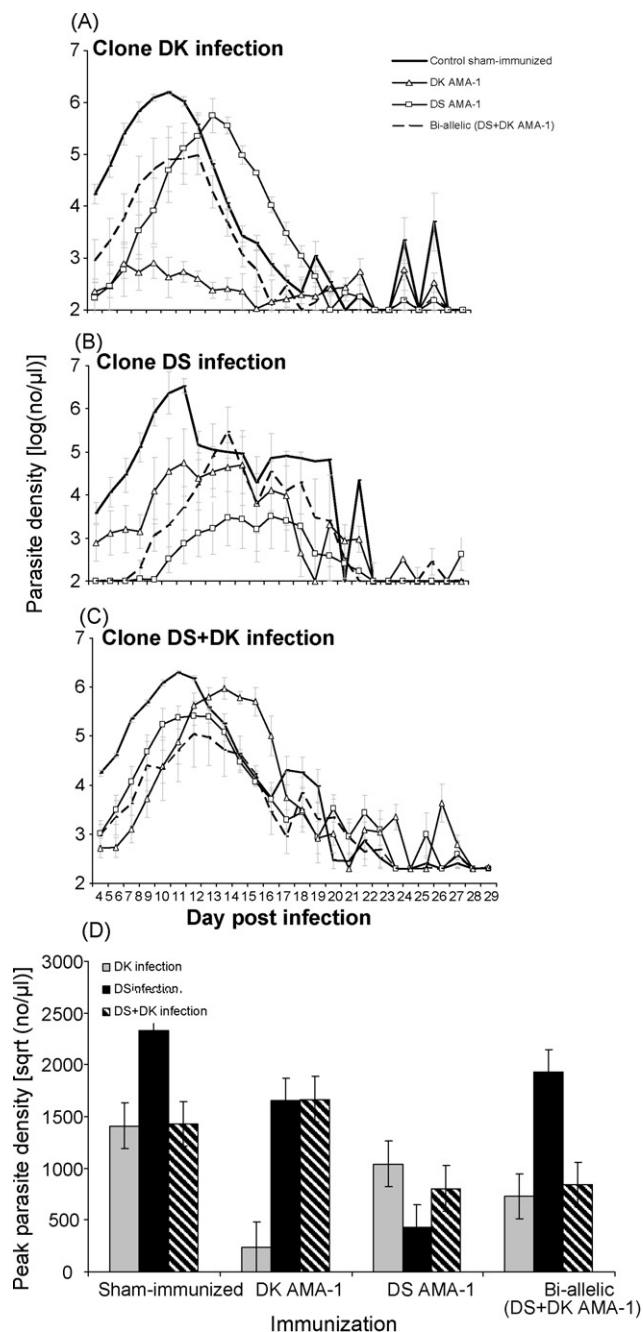 (A)
Clone DK infection
Control sham-immunized
DK AMA-1
DS AMA-1
Bi-allelic (DS+DK AMA-1)
7
6
5
4
3
2
(B)
Clone DS infection
7
6
5
4
3
2
Parasite density [log(no/µl)]
(C)
Clone DS+DK infection
7
6
5
4
3
2
4 5 6 7 8 9 10 11 12 13 14 15 16 17 18 19 20 21 22 23 24 25 26 27 28 29
Day post infection
(D)
3000
2500
2000
1500
1000
500
0
Peak parasite density [sqrt (no/µl)]
DK infection
DS infection
DS+DK infection
Sham-immunized DK AMA-1 DS AMA-1 Bi-allelic
(DS+DK AMA-1)
Immunization